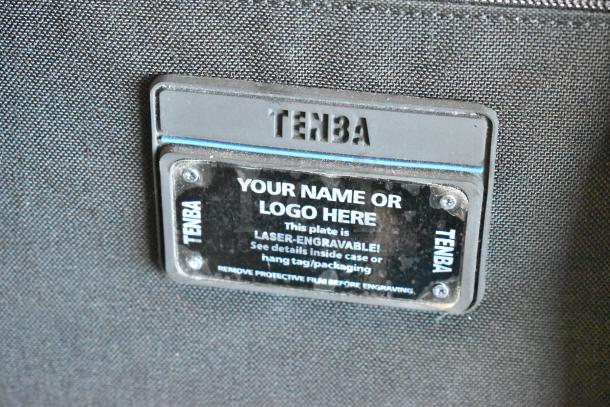 TENBA
YOUR NAME OR
LOGO HERE
This plate is
LASER-ENGRAVABLE!
See details inside case or
hang tag/packaging
REMOVE PROTECTIVE FILM BEFORE ENGRAVING.
TENBA
TENBA